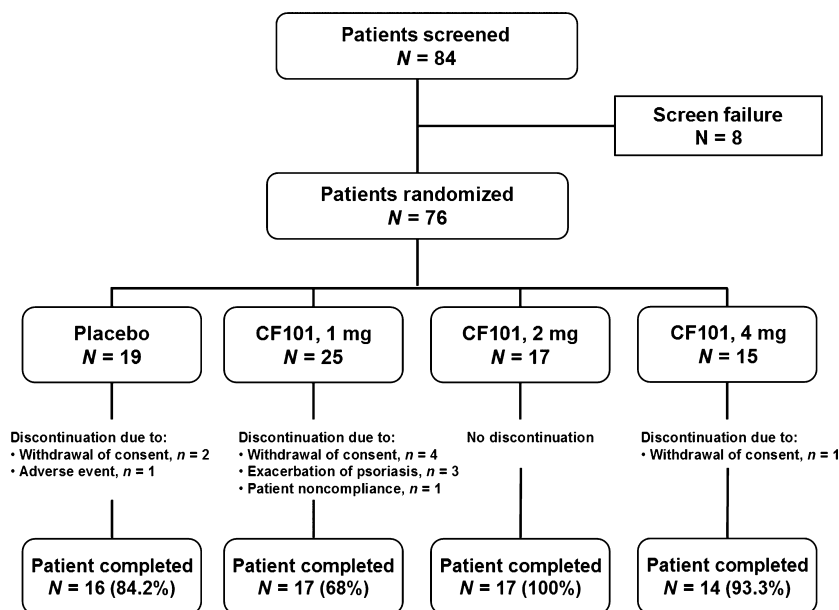 Patients screened
N = 84
Screen failure
N = 8
Patients randomized
N = 76
Placebo
N = 19
CF101, 1 mg
N = 25
CF101, 2 mg
N = 17
CF101, 4 mg
N = 15
Discontinuation due to:
• Withdrawal of consent, n = 2
• Adverse event, n = 1
Discontinuation due to:
• Withdrawal of consent, n = 4
• Exacerbation of psoriasis, n = 3
• Patient noncompliance, n = 1
No discontinuation
Discontinuation due to:
• Withdrawal of consent, n = 1
Patient completed
N = 16 (84.2%)
Patient completed
N = 17 (68%)
Patient completed
N = 17 (100%)
Patient completed
N = 14 (93.3%)